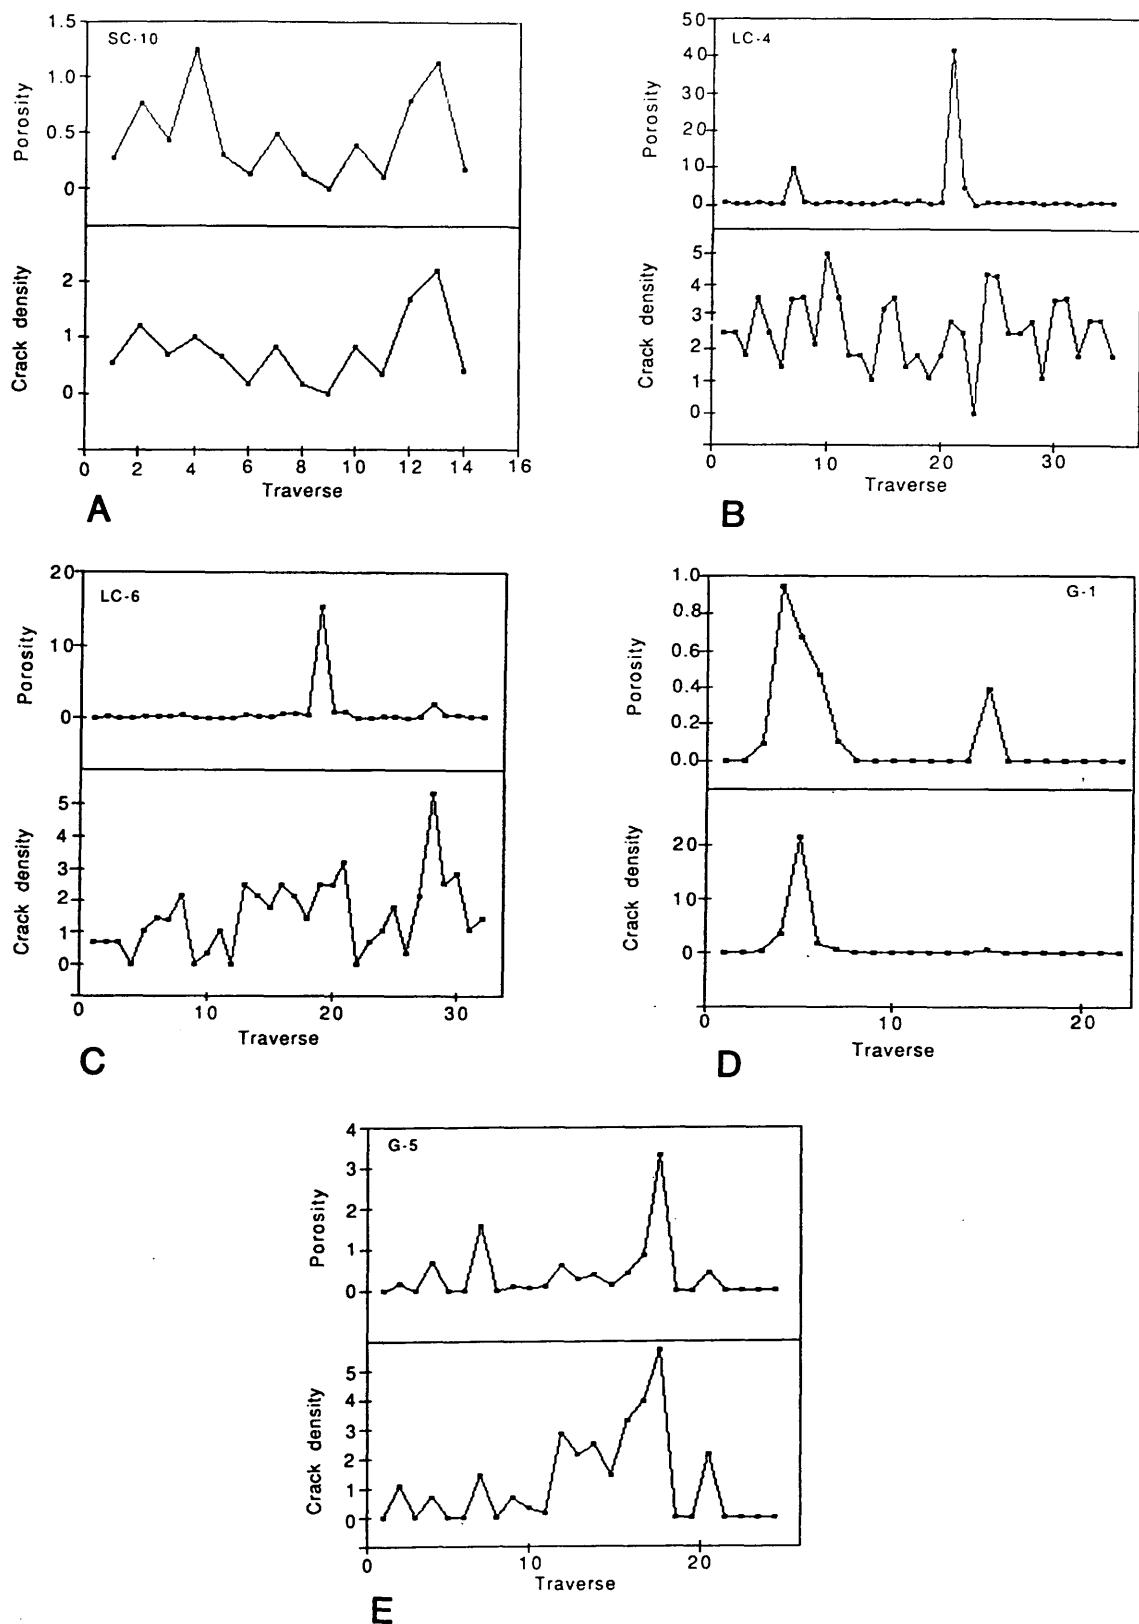 SC-10
Porosity
1.5
1.0
0.5
0
Crack density
2
1
0
0 2 4 6 8 10 12 14 16
Traverse
A
LC-4
Porosity
50
40
30
20
10
0
Crack density
5
4
3
2
1
0
0 10 20 30
Traverse
B
LC-6
Porosity
20
10
0
Crack density
5
4
3
2
1
0
0 10 20 30
Traverse
C
G-1
Porosity
1.0
0.8
0.6
0.4
0.2
0.0
Crack density
20
10
0
0 10 20
Traverse
D
G-5
Porosity
4
3
2
1
0
Crack density
5
4
3
2
1
0
0 10 20
Traverse
E